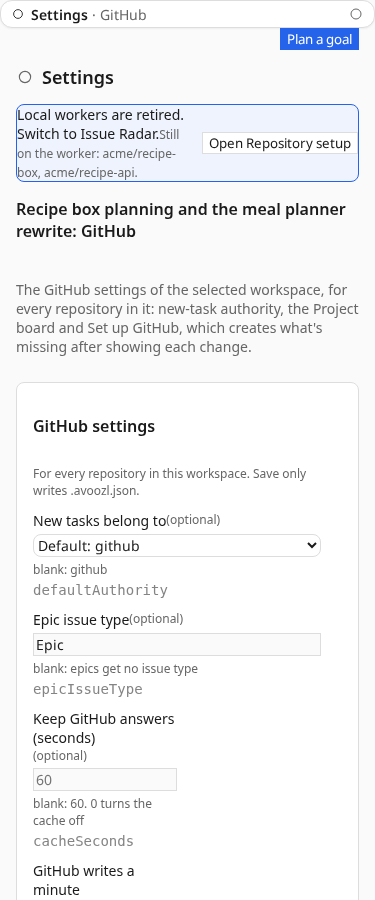 Settings · GitHub
Plan a goal
Settings
Local workers are retired.
Switch to Issue Radar.Still
on the worker: acme/recipe-
box, acme/recipe-api.
Open Repository setup
Recipe box planning and the meal planner
rewrite: GitHub
The GitHub settings of the selected workspace, for
every repository in it: new-task authority, the Project
board and Set up GitHub, which creates what's
missing after showing each change.
GitHub settings
For every repository in this workspace. Save only
writes .avoozl.json.
New tasks belong to(optional)
Default: github
blank: github
defaultAuthority
Epic issue type(optional)
Epic
blank: epics get no issue type
epicIssueType
Keep GitHub answers
(seconds)
(optional)
60
blank: 60. 0 turns the
cache off
cacheSeconds
GitHub writes a
minute